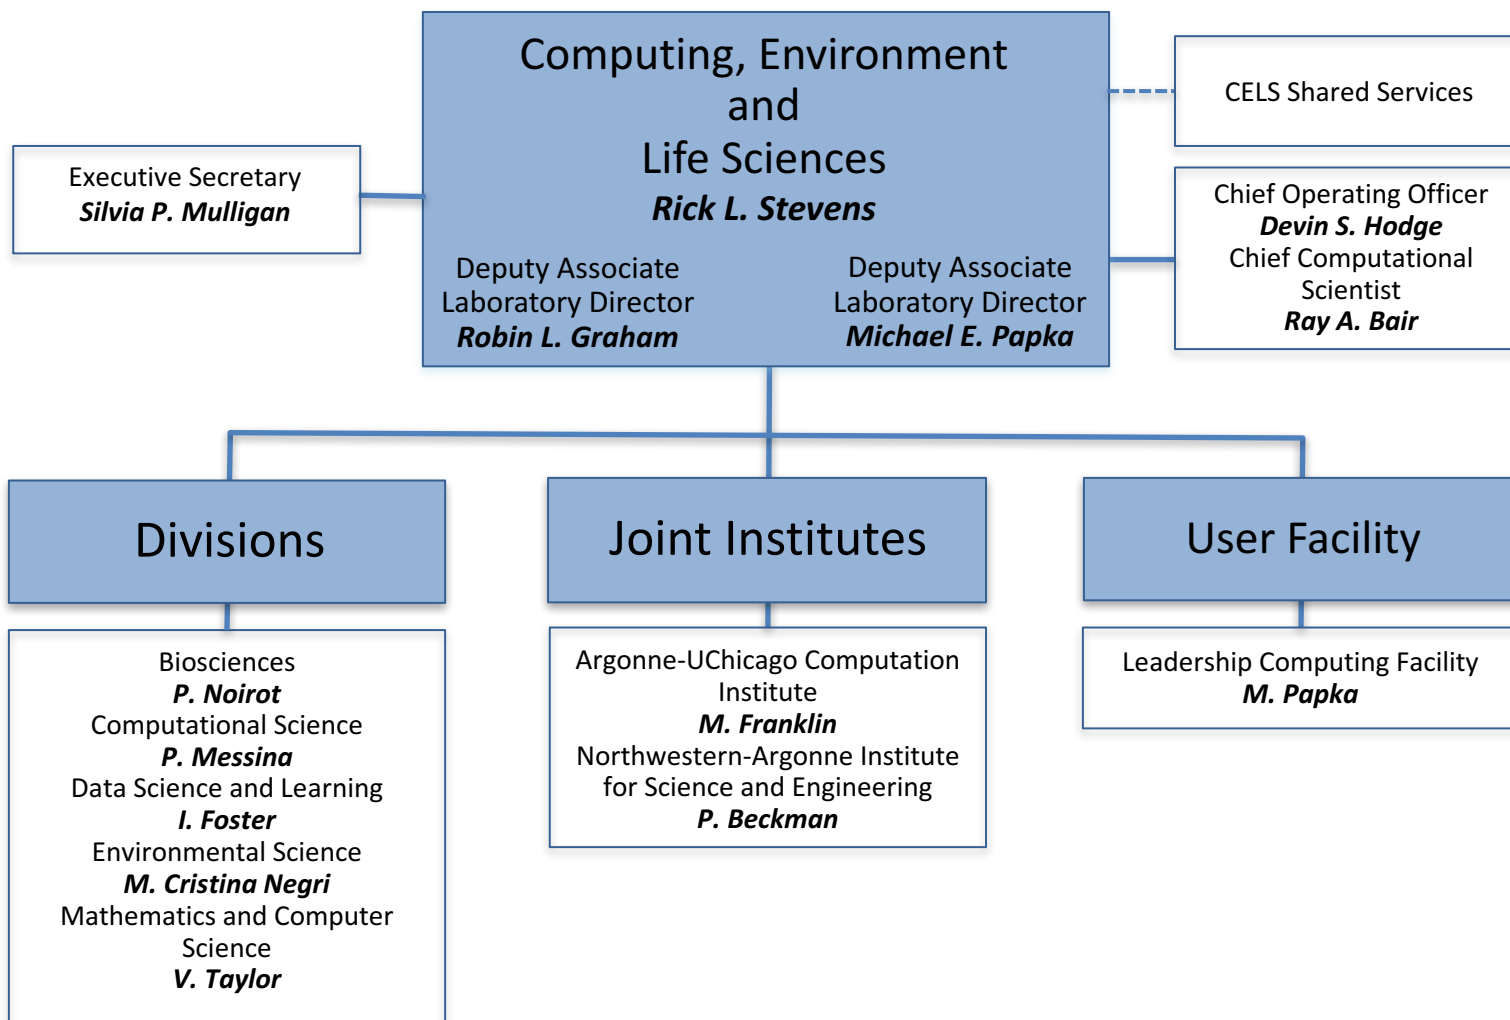 Computing, Environment
and
Life Sciences
Rick L. Stevens
Deputy Associate
Laboratory Director
Robin L. Graham
Deputy Associate
Laboratory Director
Michael E. Papka
CELS Shared Services
Executive Secretary
Silvia P. Mulligan
Chief Operating Officer
Devin S. Hodge
Chief Computational
Scientist
Ray A. Bair
Divisions
Biosciences
P. Noirot
Computational Science
P. Messina
Data Science and Learning
I. Foster
Environmental Science
M. Cristina Negri
Mathematics and Computer
Science
V. Taylor
Joint Institutes
Argonne-UChicago Computation
Institute
M. Franklin
Northwestern-Argonne Institute
for Science and Engineering
P. Beckman
User Facility
Leadership Computing Facility
M. Papka